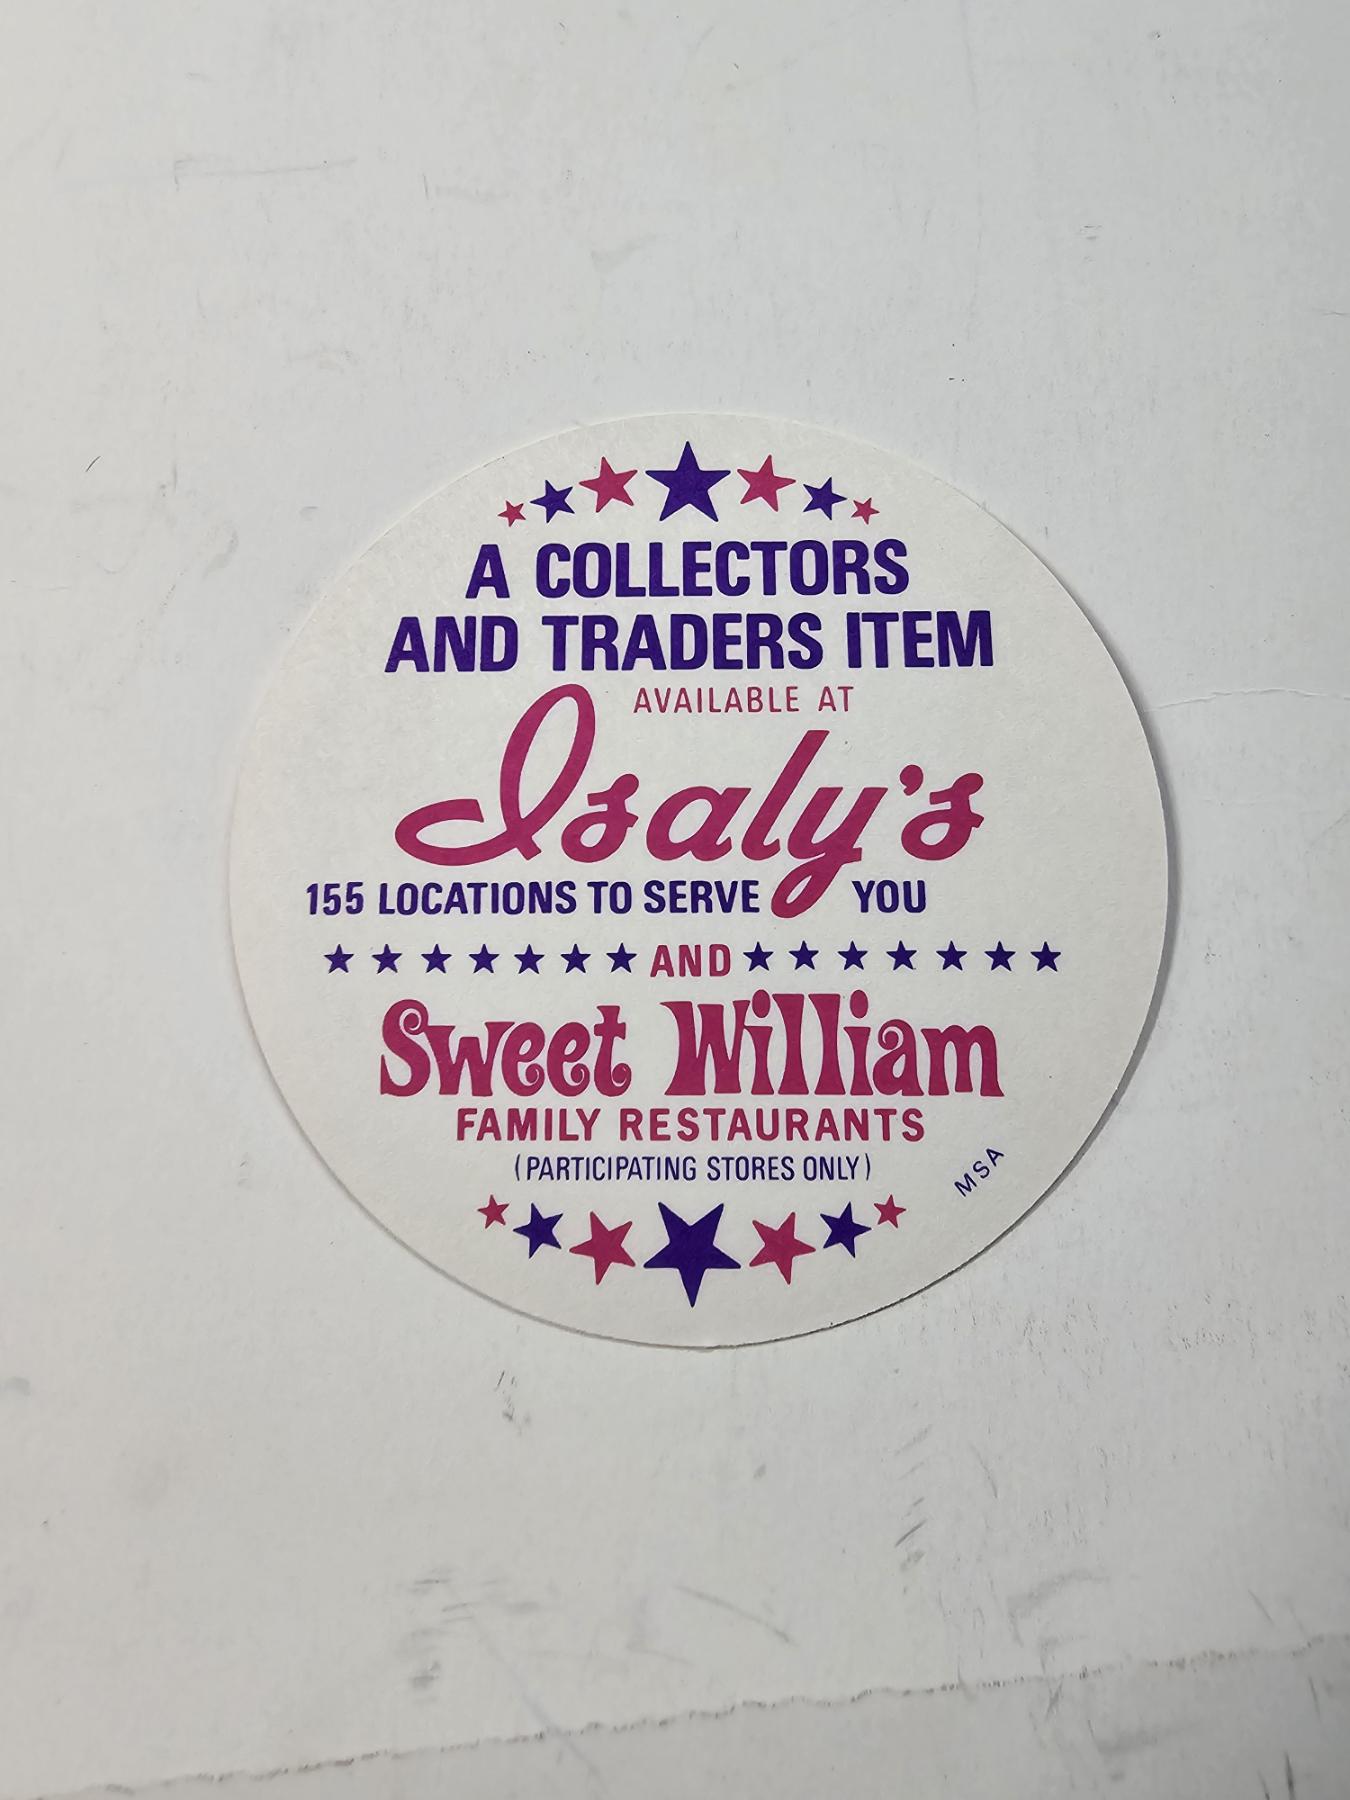 A COLLECTORS
AND TRADERS ITEM
AVAILABLE AT
Isaly's
155 LOCATIONS TO SERVE YOU
AND
Sweet William
FAMILY RESTAURANTS
(PARTICIPATING STORES ONLY)
MSA